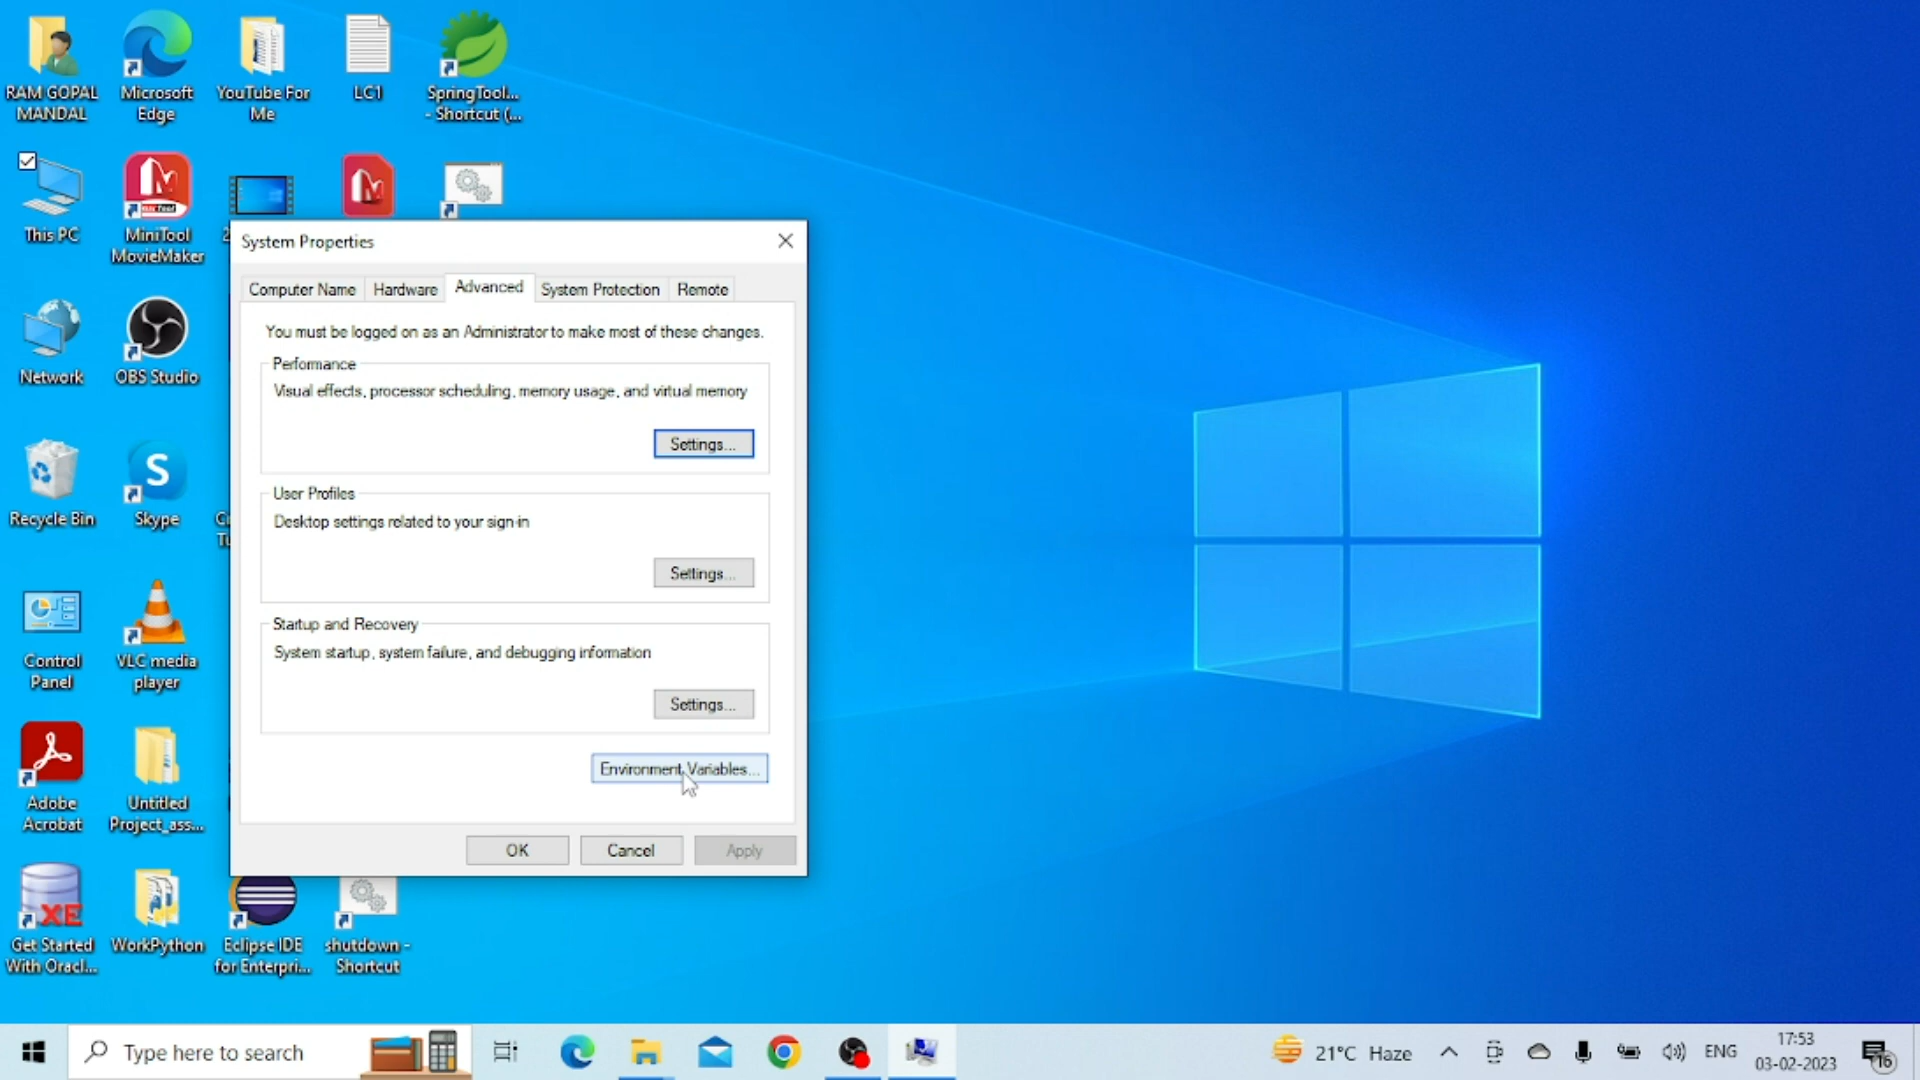 RAM GOPAL
MANDAL
Microsoft
Edge
YouTube For
Me
LC1
SpringTool...
- Shortcut (...
This PC
MiniTool
MovieMaker
Network
OBS Studio
Recycle Bin
Skype
Control
Panel
VLC media
player
Adobe
Acrobat
Untitled
Project_ass...
XE
Get Started
With Oracl...
WorkPython
Eclipse IDE
for Enterpri...
shutdown -
Shortcut
System Properties
Computer Name
Hardware
Advanced
System Protection
Remote
You must be logged on as an Administrator to make most of these changes.
Performance
Visual effects, processor scheduling, memory usage, and virtual memory
Settings...
User Profiles
Desktop settings related to your sign-in
Settings...
Startup and Recovery
System startup, system failure, and debugging information
Settings...
Environment Variables...
OK
Cancel
Apply
Type here to search
21°C Haze
ENG
17:53
03-02-2023
16